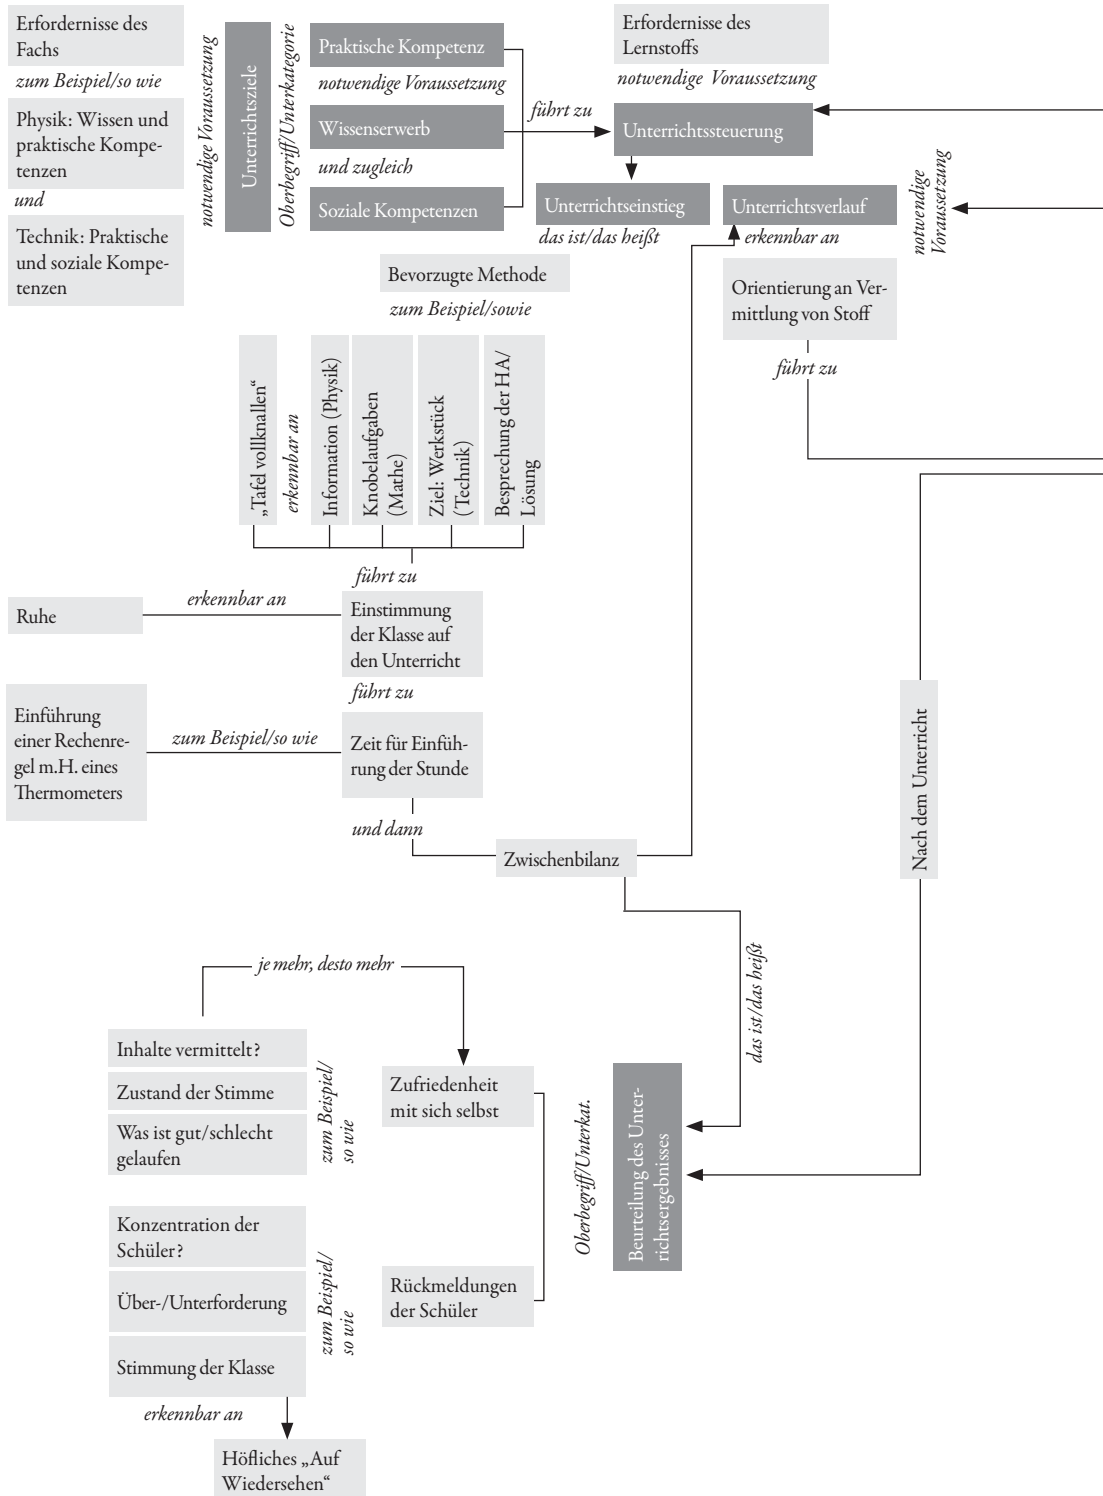 Erfordernisse des
Fachs
zum Beispiel/so wie
Physik: Wissen und
praktische Kompe-
tenzen
und
Technik: Praktische
und soziale Kompe-
tenzen
notwendige Voraussetzung
Unterrichtsziele
Oberbegriff/Unterkategorie
Praktische Kompetenz
notwendige Voraussetzung
Wissenserwerb
und zugleich
Soziale Kompetenzen
führt zu
Erfordernisse des
Lernstoffs
notwendige Voraussetzung
Unterrichtssteuerung
Unterrichtseinstieg
das ist/das heißt
Unterrichtsverlauf
erkennbar an
notwendige
Voraussetzung
Orientierung an Ver-
mittlung von Stoff
führt zu
Bevorzugte Methode
zum Beispiel/sowie
„Tafel vollknallen“
erkennbar an
Information (Physik)
Knobelaufgaben
(Mathe)
Ziel: Werkstück
(Technik)
Besprechung der HA/
Lösung
führt zu
Ruhe
erkennbar an
Einstimmung
der Klasse auf
den Unterricht
führt zu
Einführung
einer Rechenre-
gel m.H. eines
Thermometers
zum Beispiel/so wie
Zeit für Einfüh-
rung der Stunde
und dann
Zwischenbilanz
Nach dem Unterricht
das ist/das heißt
je mehr, desto mehr
Inhalte vermittelt?
Zustand der Stimme
Was ist gut/schlecht
gelaufen
zum Beispiel/
so wie
Zufriedenheit
mit sich selbst
Oberbegriff/Unterkat.
Beurteilung des Unter-
richtsergebnisses
Konzentration der
Schüler?
Über-/Unterforderung
Stimmung der Klasse
zum Beispiel/
so wie
Rückmeldungen
der Schüler
erkennbar an
Höfliches „Auf
Wiedersehen“